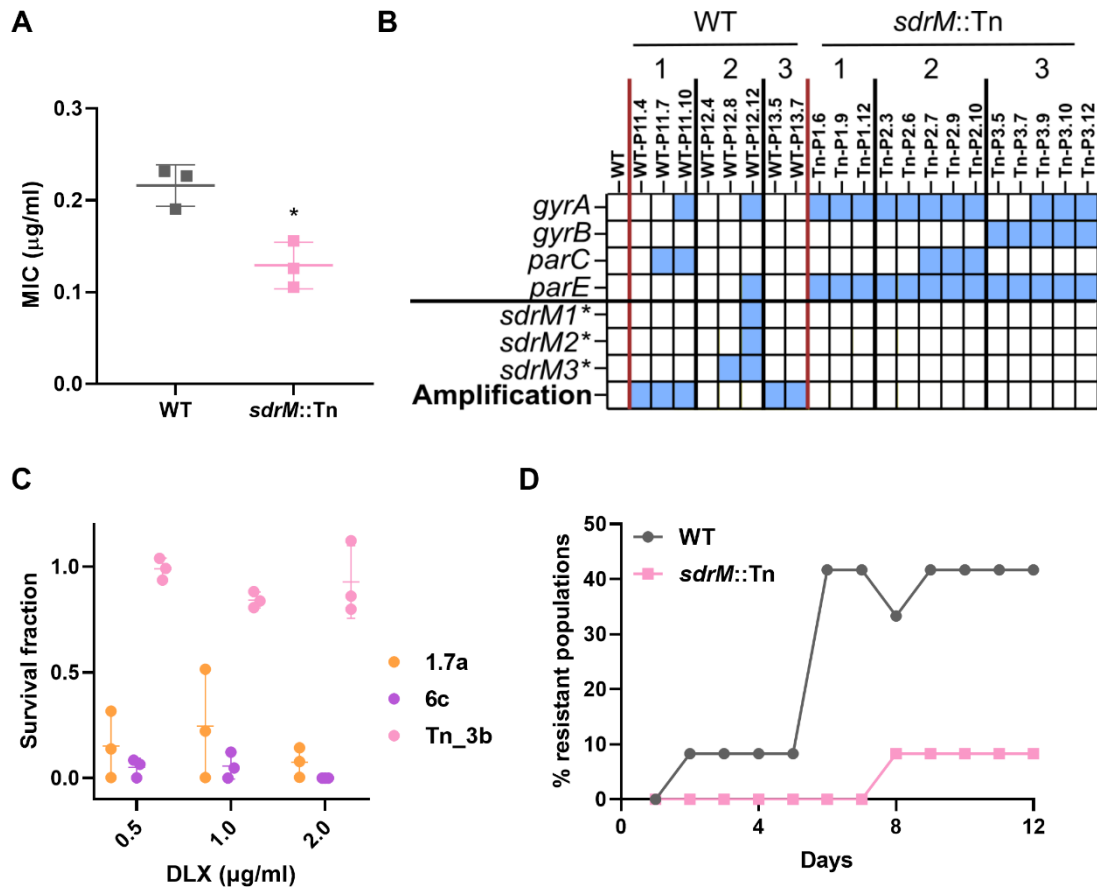 A
MIC (µg/ml)
0.3
0.2
0.1
0.0
*
WT
sdrM::Tn
B
WT
sdrM::Tn
1
2
3
1
2
3
WT
WT-P11.4
WT-P11.7
WT-P11.10
WT-P12.4
WT-P12.8
WT-P12.12
WT-P13.5
WT-P13.7
Tn-P1.6
Tn-P1.9
Tn-P1.12
Tn-P2.3
Tn-P2.6
Tn-P2.7
Tn-P2.9
Tn-P2.10
Tn-P3.5
Tn-P3.7
Tn-P3.9
Tn-P3.10
Tn-P3.12
gyrA
gyrB
parC
parE
sdrM1*
sdrM2*
sdrM3*
Amplification
C
Survival fraction
1.0
0.5
0.0
0.5
1.0
2.0
DLX (µg/ml)
1.7a
6c
Tn_3b
D
% resistant populations
50
40
30
20
10
0
0
4
8
12
Days
WT
sdrM::Tn